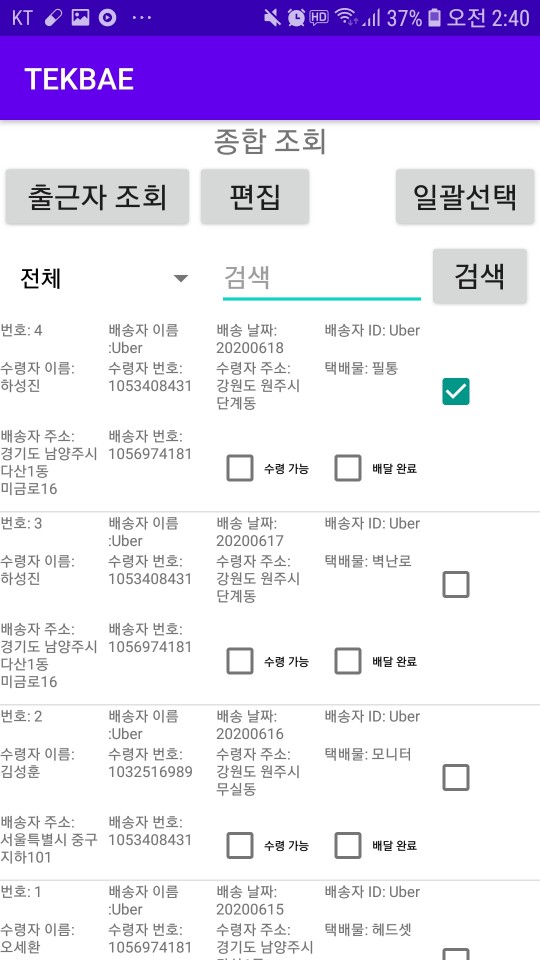 KT HD 37% 오전 2:40
TEKBAE
종합 조회
출근자 조회 편집 일괄선택
전체 검색 검색
번호: 4 배송자 이름 배송 날짜: 배송자 ID: Uber
:Uber 20200618
수령자 이름: 수령자 번호: 수령자 주소: 택배물: 필통
하성진 1053408431 강원도 원주시
단계동
배송자 주소: 배송자 번호:
경기도 남양주시 1056974181
다산1동 수령 가능 배달 완료
미금로16
번호: 3 배송자 이름 배송 날짜: 배송자 ID: Uber
:Uber 20200617
수령자 이름: 수령자 번호: 수령자 주소: 택배물: 벽난로
하성진 1053408431 강원도 원주시
단계동
배송자 주소: 배송자 번호:
경기도 남양주시 1056974181
다산1동 수령 가능 배달 완료
미금로16
번호: 2 배송자 이름 배송 날짜: 배송자 ID: Uber
:Uber 20200616
수령자 이름: 수령자 번호: 수령자 주소: 택배물: 모니터
김성훈 1032516989 강원도 원주시
무실동
배송자 주소: 배송자 번호:
서울특별시 중구 1053408431 수령 가능 배달 완료
지하101
번호: 1 배송자 이름 배송 날짜: 배송자 ID: Uber
:Uber 20200615
수령자 이름: 수령자 번호: 수령자 주소: 택배물: 헤드셋
오세환 1056974181 경기도 남양주시